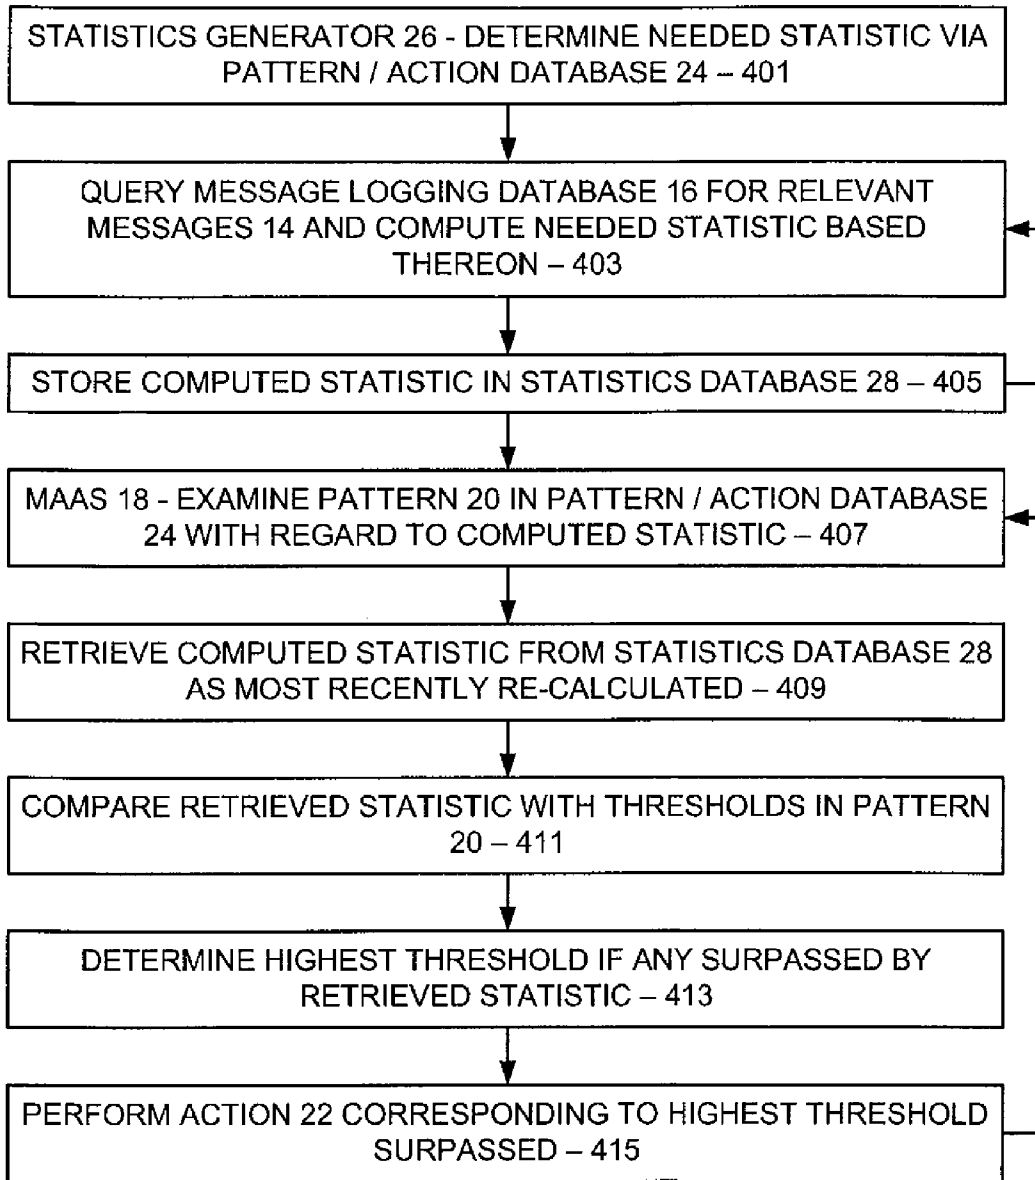 STATISTICS GENERATOR 26 - DETERMINE NEEDED STATISTIC VIA
PATTERN / ACTION DATABASE 24 – 401
QUERY MESSAGE LOGGING DATABASE 16 FOR RELEVANT
MESSAGES 14 AND COMPUTE NEEDED STATISTIC BASED
THEREON – 403
STORE COMPUTED STATISTIC IN STATISTICS DATABASE 28 – 405
MAAS 18 - EXAMINE PATTERN 20 IN PATTERN / ACTION DATABASE
24 WITH REGARD TO COMPUTED STATISTIC – 407
RETRIEVE COMPUTED STATISTIC FROM STATISTICS DATABASE 28
AS MOST RECENTLY RE-CALCULATED – 409
COMPARE RETRIEVED STATISTIC WITH THRESHOLDS IN PATTERN
20 – 411
DETERMINE HIGHEST THRESHOLD IF ANY SURPASSED BY
RETRIEVED STATISTIC – 413
PERFORM ACTION 22 CORRESPONDING TO HIGHEST THRESHOLD
SURPASSED – 415